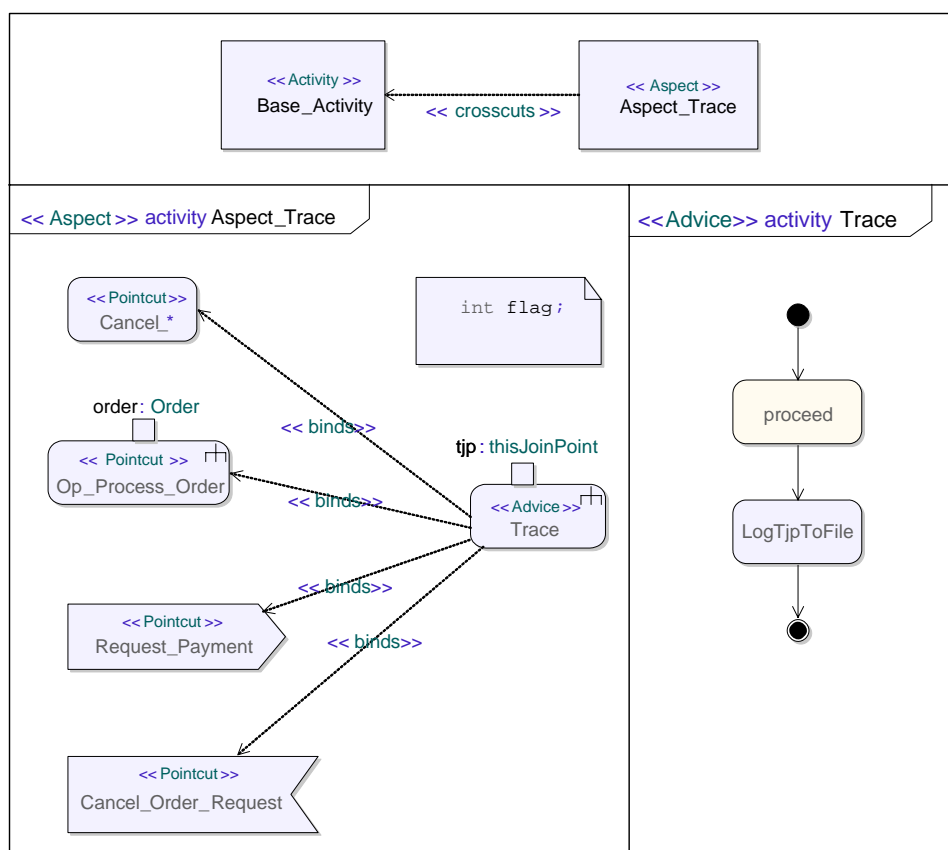 << Activity >>
Base_Activity
<< crosscuts >>
<< Aspect >>
Aspect_Trace
<< Aspect >> activity Aspect_Trace
<<Advice>> activity Trace
<< Pointcut >>
Cancel_*
int flag;
order: Order
<< binds>>
<< Pointcut >>
Op_Process_Order
<< binds>>
tjp: thisJoinPoint
<< Advice >>
Trace
proceed
LogTjpToFile
<< binds>>
<< Pointcut >>
Request_Payment
<< binds>>
<< Pointcut >>
Cancel_Order_Request